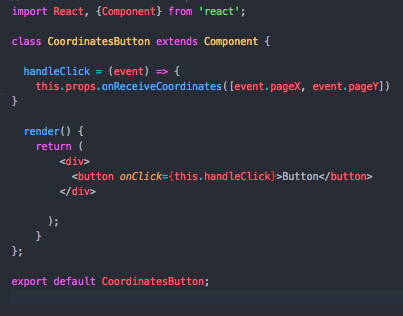 import React, {Component} from 'react';
class CoordinatesButton extends Component {
handleClick = (event) => {
this.props.onReceiveCoordinates([event.pageX, event.pageY])
}
render() {
return (
<div>
<button onClick={this.handleClick}>Button</button>
</div>
);
}
};
export default CoordinatesButton;